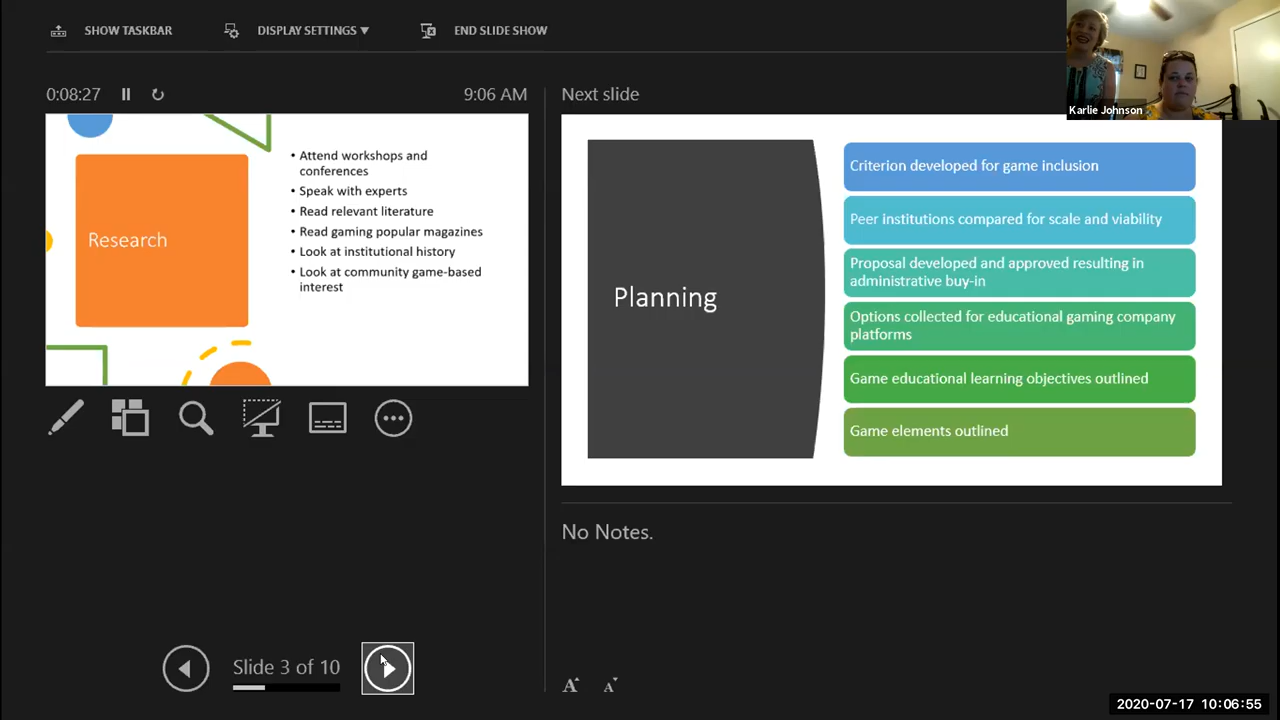 SHOW TASKBAR
DISPLAY SETTINGS
END SLIDE SHOW
Karlie Johnson
0:08:27
9:06 AM
Research
• Attend workshops and
conferences
• Speak with experts
• Read relevant literature
• Read gaming popular magazines
• Look at institutional history
• Look at community game-based
interest
Slide 3 of 10
Next slide
Planning
Criterion developed for game inclusion
Peer institutions compared for scale and viability
Proposal developed and approved resulting in
administrative buy-in
Options collected for educational gaming company
platforms
Game educational learning objectives outlined
Game elements outlined
No Notes.
A A
2020-07-17 10:06:55